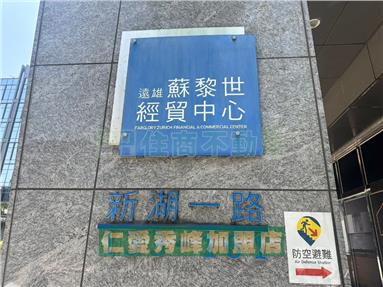 遠雄 蘇黎世
經貿中心
FARGLORY ZURICH FINANCIAL & COMMERCIAL CENTER
住商不動
新湖一路
仁愛秀峰加盟店
防空避難
Air Defense Shelter